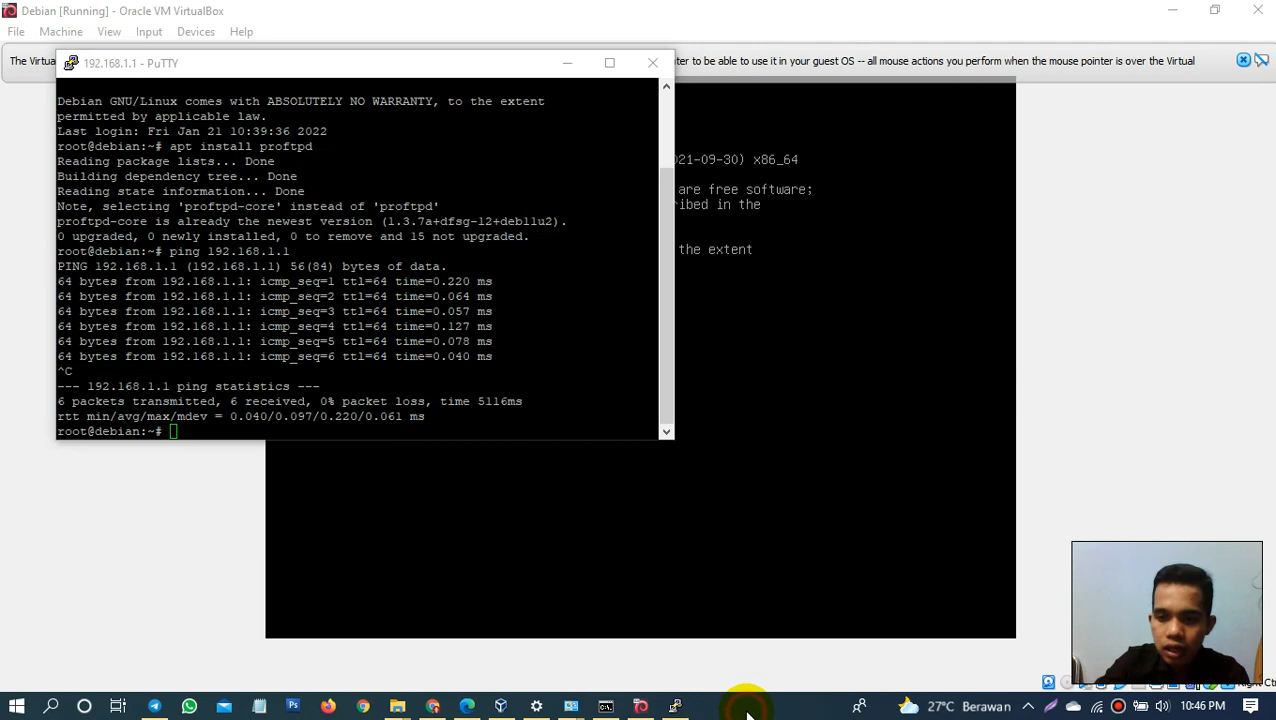 Debian [Running] - Oracle VM VirtualBox
File Machine View Input Devices Help
The Virtua
nter to be able to use it in your guest OS -- all mouse actions you perform when the mouse pointer is over the Virtual
192.168.1.1 - PuTTY
Debian GNU/Linux comes with ABSOLUTELY NO WARRANTY, to the extent
permitted by applicable law.
Last login: Fri Jan 21 10:39:36 2022
root@debian:~# apt install proftpd
Reading package lists... Done
Building dependency tree... Done
Reading state information... Done
Note, selecting 'proftpd-core' instead of 'proftpd'
proftpd-core is already the newest version (1.3.7a+dfsg-12+deb11u2).
0 upgraded, 0 newly installed, 0 to remove and 15 not upgraded.
root@debian:~# ping 192.168.1.1
PING 192.168.1.1 (192.168.1.1) 56(84) bytes of data.
64 bytes from 192.168.1.1: icmp_seq=1 ttl=64 time=0.220 ms
64 bytes from 192.168.1.1: icmp_seq=2 ttl=64 time=0.064 ms
64 bytes from 192.168.1.1: icmp_seq=3 ttl=64 time=0.057 ms
64 bytes from 192.168.1.1: icmp_seq=4 ttl=64 time=0.127 ms
64 bytes from 192.168.1.1: icmp_seq=5 ttl=64 time=0.078 ms
64 bytes from 192.168.1.1: icmp_seq=6 ttl=64 time=0.040 ms
^C
--- 192.168.1.1 ping statistics ---
6 packets transmitted, 6 received, 0% packet loss, time 5116ms
rtt min/avg/max/mdev = 0.040/0.097/0.220/0.061 ms
root@debian:~#
021-09-30) x86_64
are free software;
ribed in the
the extent
Right Ctrl
27°C Berawan
10:46 PM